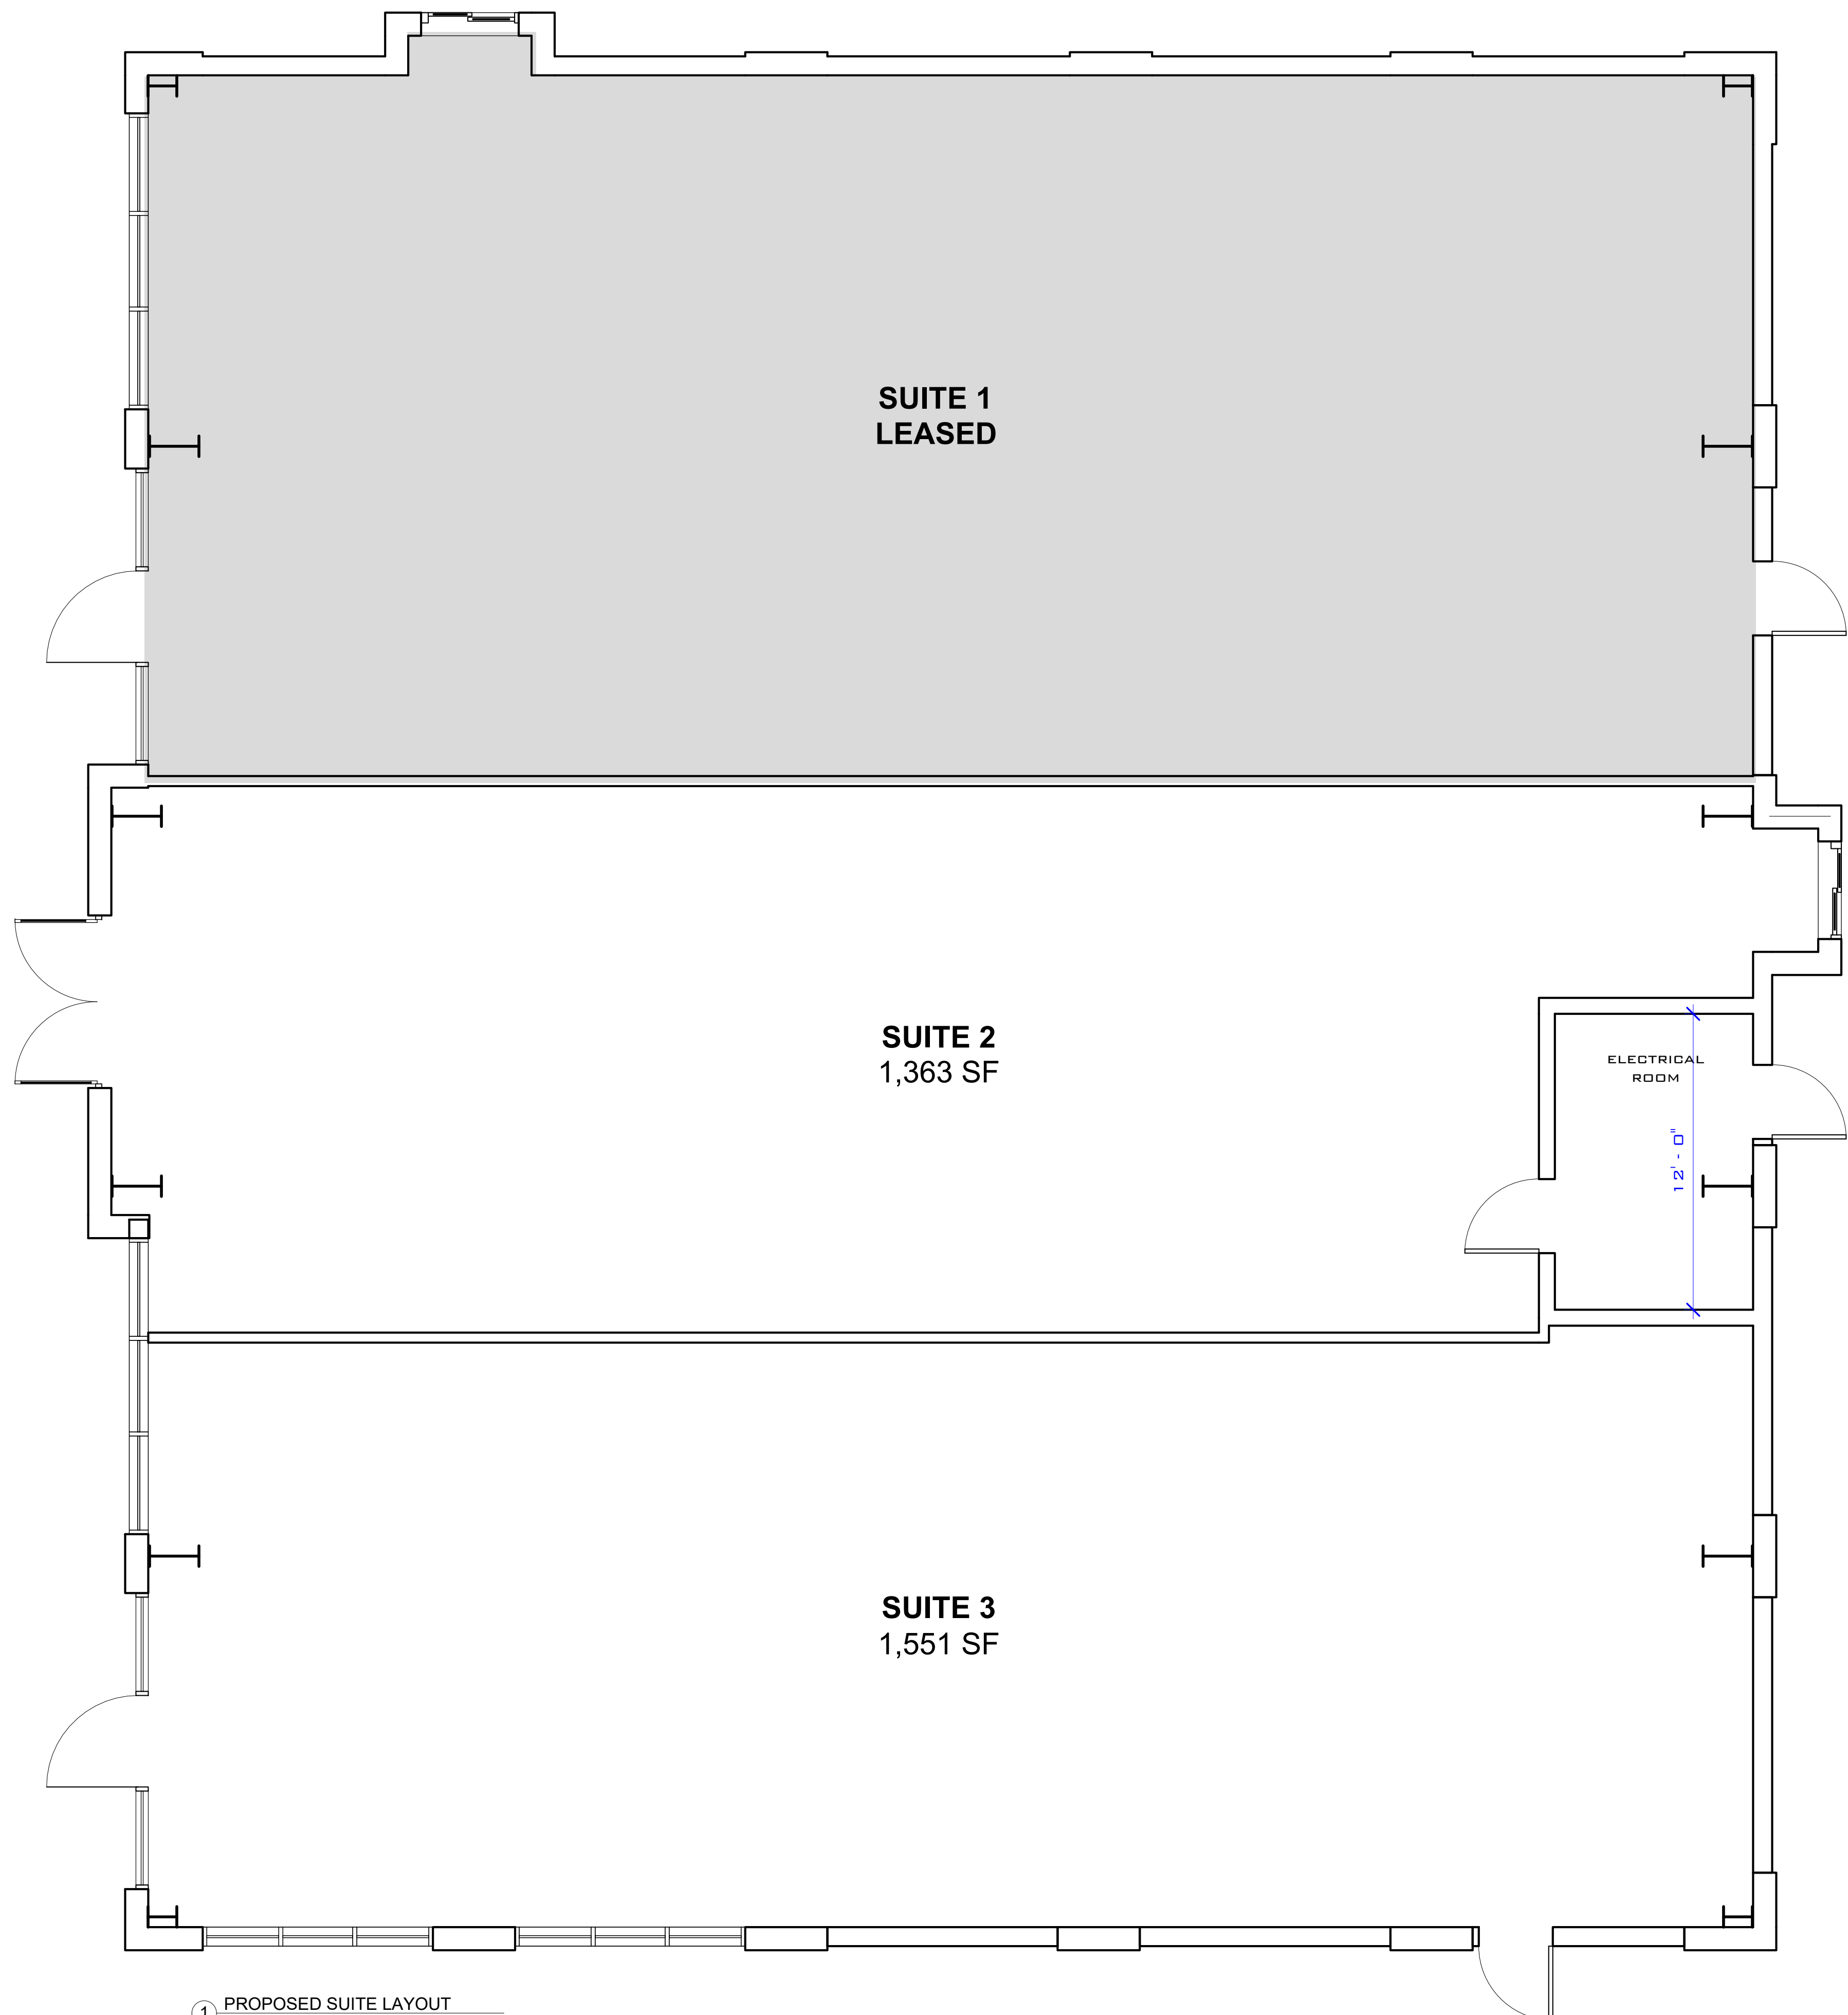 SUITE 1
LEASED
SUITE 2
1,363 SF
ELECTRICAL
ROOM
12' - 0"
SUITE 3
1,551 SF
1 PROPOSED SUITE LAYOUT